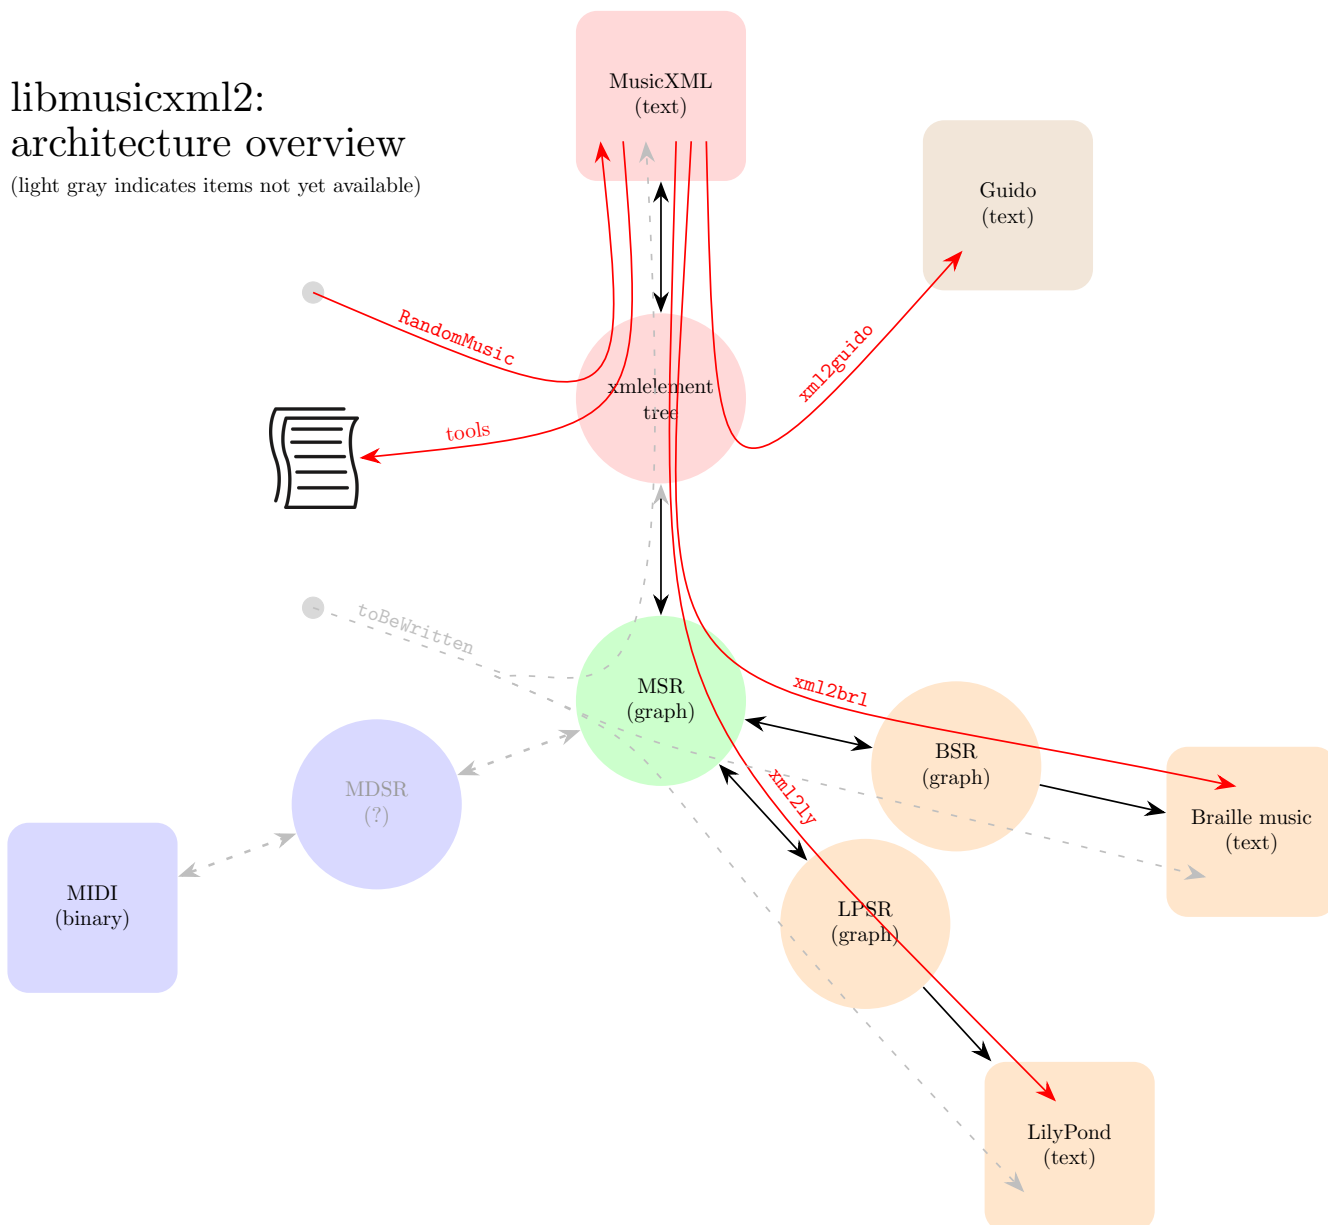 libmusicxml2:
architecture overview
(light gray indicates items not yet available)
MusicXML
(text)
Guido
(text)
RandomMusic
xml2guido
xmlelement
tree
tools
toBeWritten
MSR
(graph)
xml2brl
BSR
(graph)
MDSR
(?)
xml2ly
Braille music
(text)
MIDI
(binary)
LPSR
(graph)
LilyPond
(text)